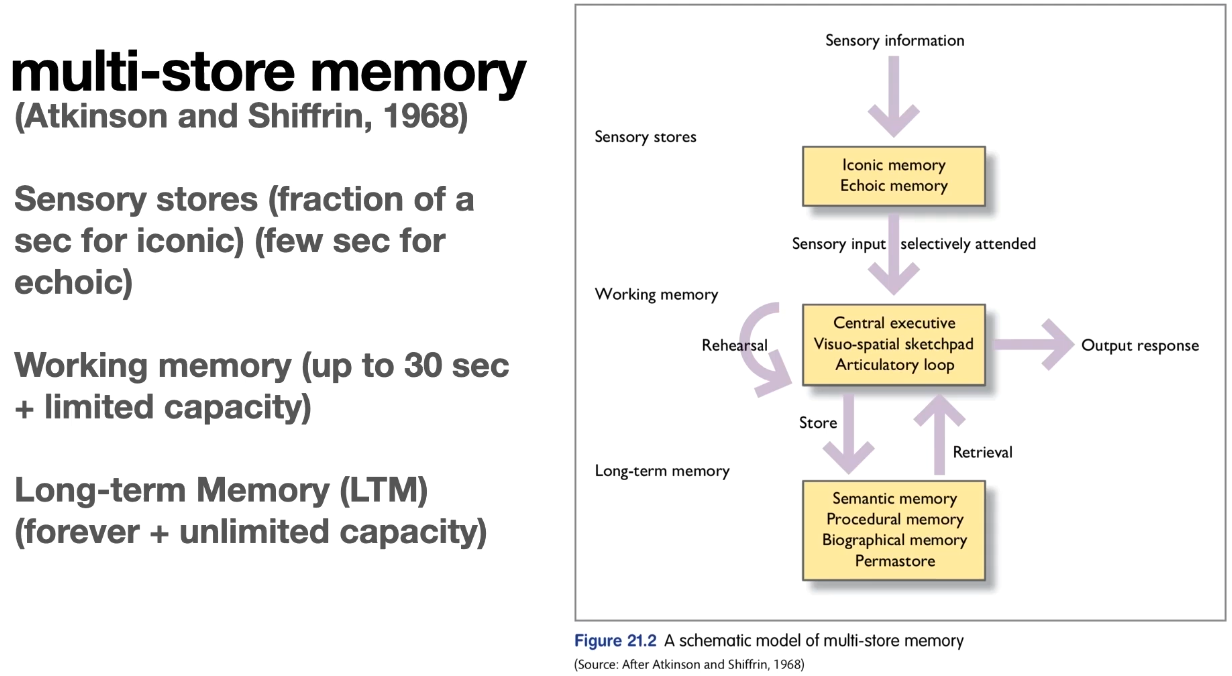 multi-store memory
(Atkinson and Shiffrin, 1968)
Sensory stores (fraction of a
sec for iconic) (few sec for
echoic)
Working memory (up to 30 sec
+ limited capacity)
Long-term Memory (LTM)
(forever + unlimited capacity)
Sensory information
Sensory stores
Iconic memory
Echoic memory
Sensory input selectively attended
Working memory
Central executive
Visuo-spatial sketchpad
Articulatory loop
Rehearsal
Output response
Store
Retrieval
Long-term memory
Semantic memory
Procedural memory
Biographical memory
Permastore
Figure 21.2 A schematic model of multi-store memory
(Source: After Atkinson and Shiffrin, 1968)